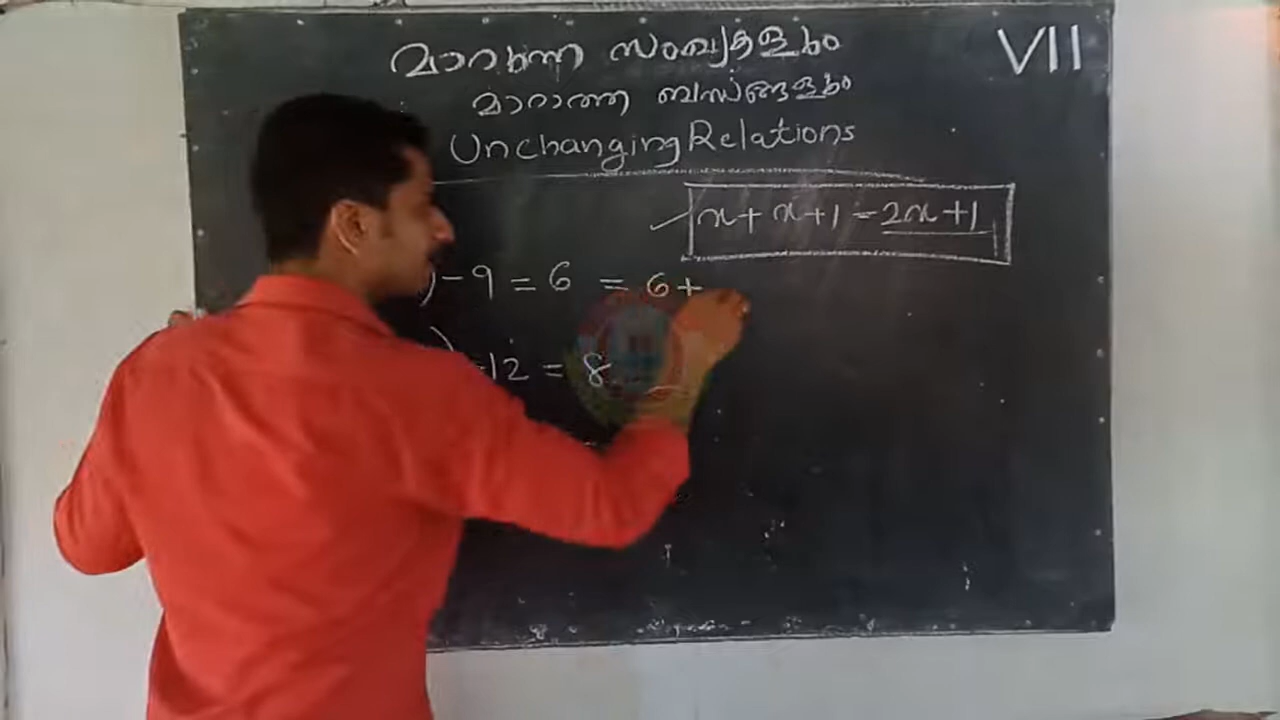 മാറുന്ന സംഖ്യകളും
VII
മാറാത്ത ബന്ധങ്ങളും
Unchanging Relations
x + x + 1 = 2x + 1
) - 9 = 6 = 6 +
) - 12 = 8